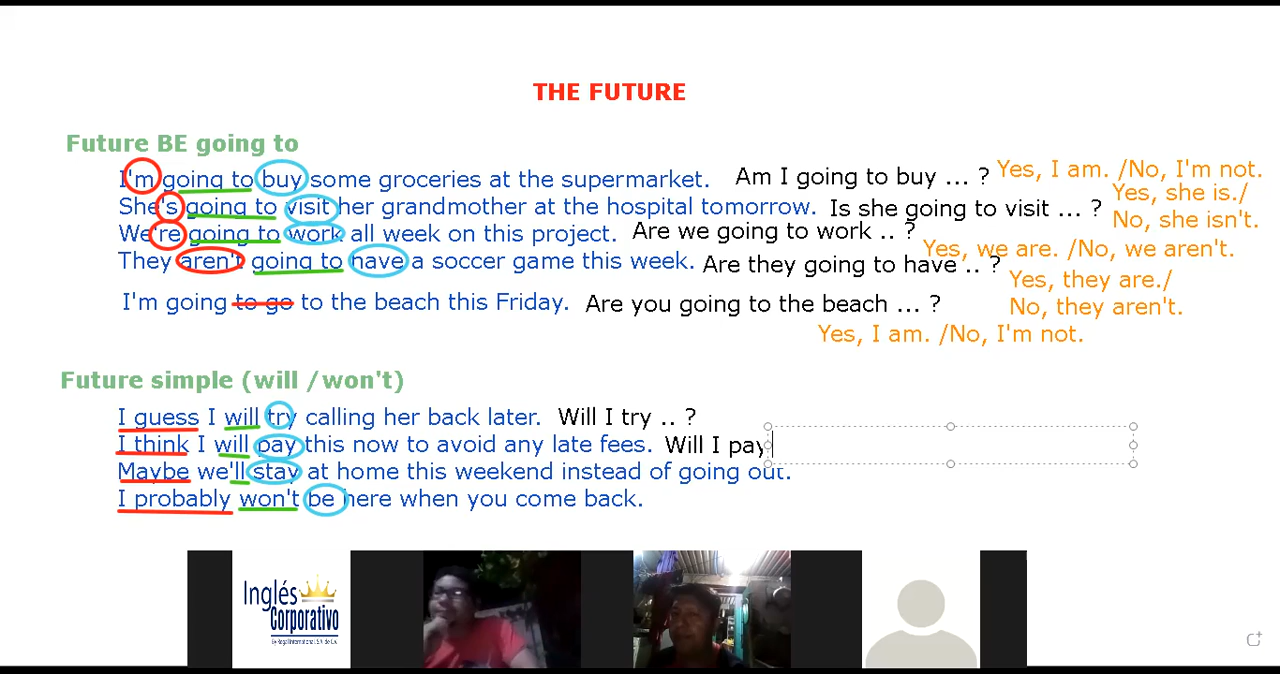 THE FUTURE
Future BE going to
I'm going to buy some groceries at the supermarket. Am I going to buy ... ? Yes, I am. /No, I'm not.
She's going to visit her grandmother at the hospital tomorrow. Is she going to visit ... ? Yes, she is./
No, she isn't.
We're going to work all week on this project. Are we going to work .. ? Yes, we are. /No, we aren't.
They aren't going to have a soccer game this week. Are they going to have .. ? Yes, they are./
No, they aren't.
I'm going to go to the beach this Friday. Are you going to the beach ... ?
Yes, I am. /No, I'm not.
Future simple (will /won't)
I guess I will try calling her back later. Will I try .. ?
I think I will pay this now to avoid any late fees. Will I pay
Maybe we'll stay at home this weekend instead of going out.
I probably won't be here when you come back.
Inglés
Corporativo